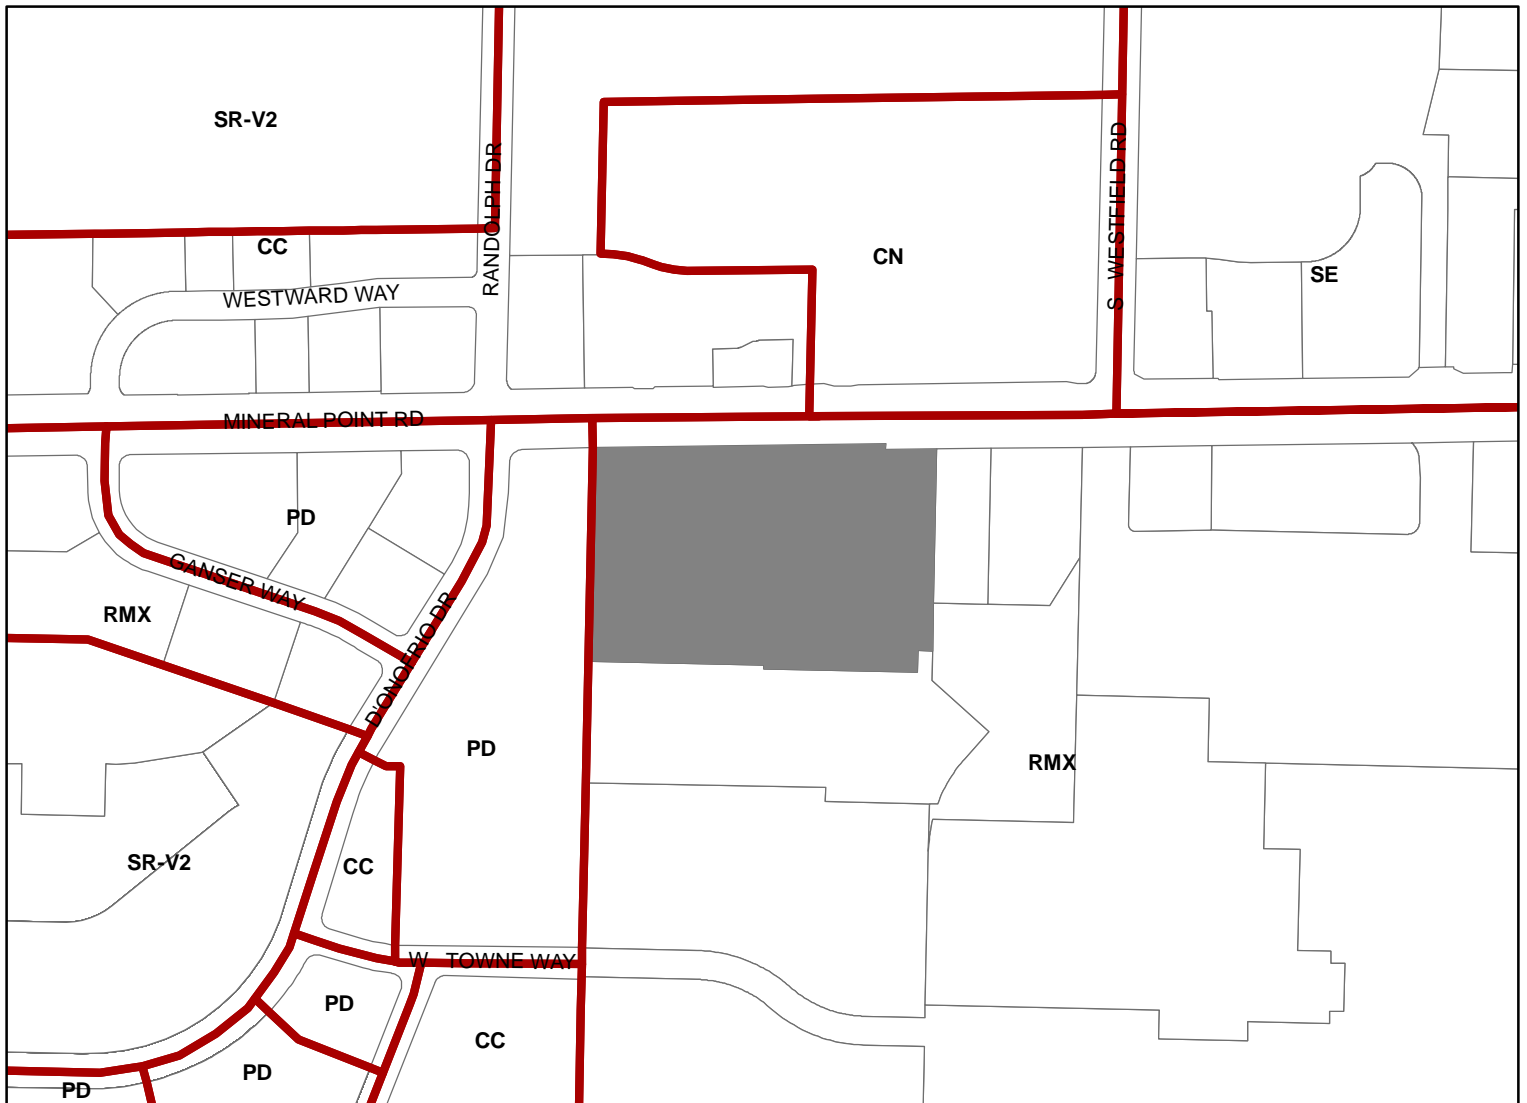 SR-V2
RANDOLPH DR
S WESTFIELD RD
CC
CN
SE
WESTWARD WAY
MINERAL POINT RD
PD
GANSER WAY
RMX
D'ONOFRIO DR
PD
RMX
SR-V2
CC
W TOWNE WAY
PD
CC
PD
PD